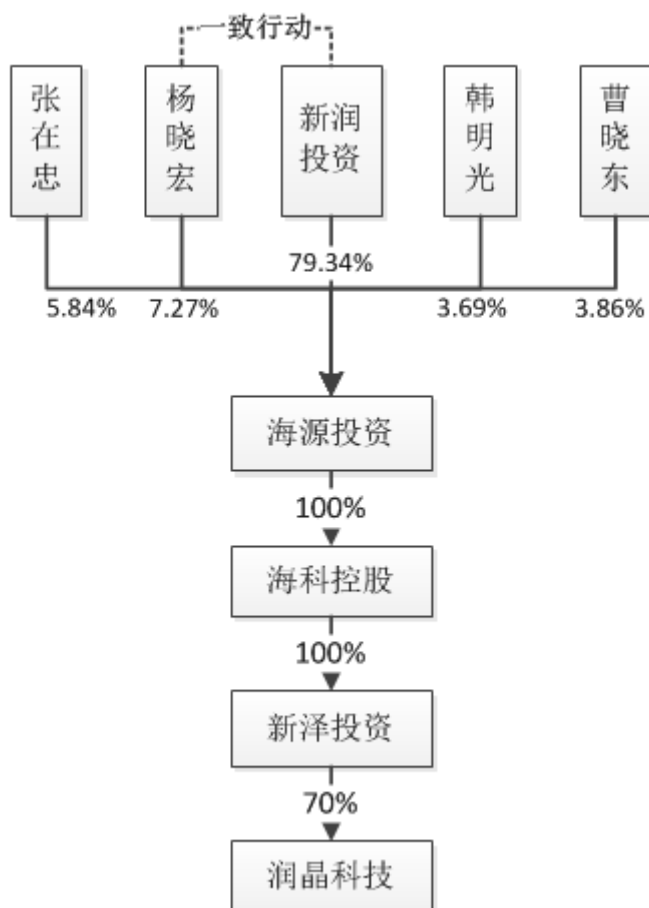 一致行动
张在忠
杨晓宏
新润
投资
韩明光
曹晓东
79.34%
5.84%
7.27%
3.69%
3.86%
海源投资
100%
海科控股
100%
新泽投资
70%
润晶科技